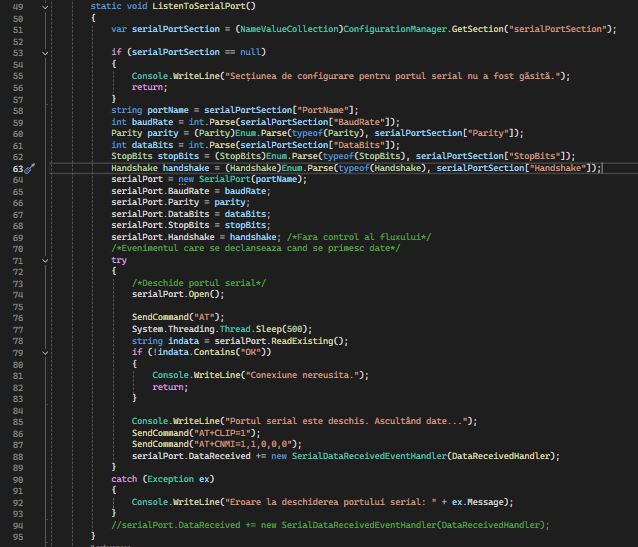 49 static void ListenToSerialPort()
50 {
51 var serialPortSection = (NameValueCollection)ConfigurationManager.GetSection("serialPortSection");
52
53 if (serialPortSection == null)
54 {
55 Console.WriteLine("Secțiunea de configurare pentru portul serial nu a fost găsită.");
56 return;
57 }
58 string portName = serialPortSection["PortName"];
59 int baudRate = int.Parse(serialPortSection["BaudRate"]);
60 Parity parity = (Parity)Enum.Parse(typeof(Parity), serialPortSection["Parity"]);
61 int dataBits = int.Parse(serialPortSection["DataBits"]);
62 StopBits stopBits = (StopBits)Enum.Parse(typeof(StopBits), serialPortSection["StopBits"]);
63 Handshake handshake = (Handshake)Enum.Parse(typeof(Handshake), serialPortSection["Handshake"]);
64 serialPort = new SerialPort(portName);
65 serialPort.BaudRate = baudRate;
66 serialPort.Parity = parity;
67 serialPort.DataBits = dataBits;
68 serialPort.StopBits = stopBits;
69 serialPort.Handshake = handshake; /*Fara control al fluxului*/
70 /*Evenimentul care se declanseaza cand se primesc date*/
71 try
72 {
73 /*Deschide portul serial*/
74 serialPort.Open();
75
76 SendCommand("AT");
77 System.Threading.Thread.Sleep(500);
78 string indata = serialPort.ReadExisting();
79 if (!indata.Contains("OK"))
80 {
81 Console.WriteLine("Conexiune nereusita.");
82 return;
83 }
84
85 Console.WriteLine("Portul serial este deschis. Ascultând date...");
86 SendCommand("AT+CLIP=1");
87 SendCommand("AT+CNMI=1,1,0,0,0");
88 serialPort.DataReceived += new SerialDataReceivedEventHandler(DataReceivedHandler);
89 }
90 catch (Exception ex)
91 {
92 Console.WriteLine("Eroare la deschiderea portului serial: " + ex.Message);
93 }
94 //serialPort.DataReceived += new SerialDataReceivedEventHandler(DataReceivedHandler);
95 }